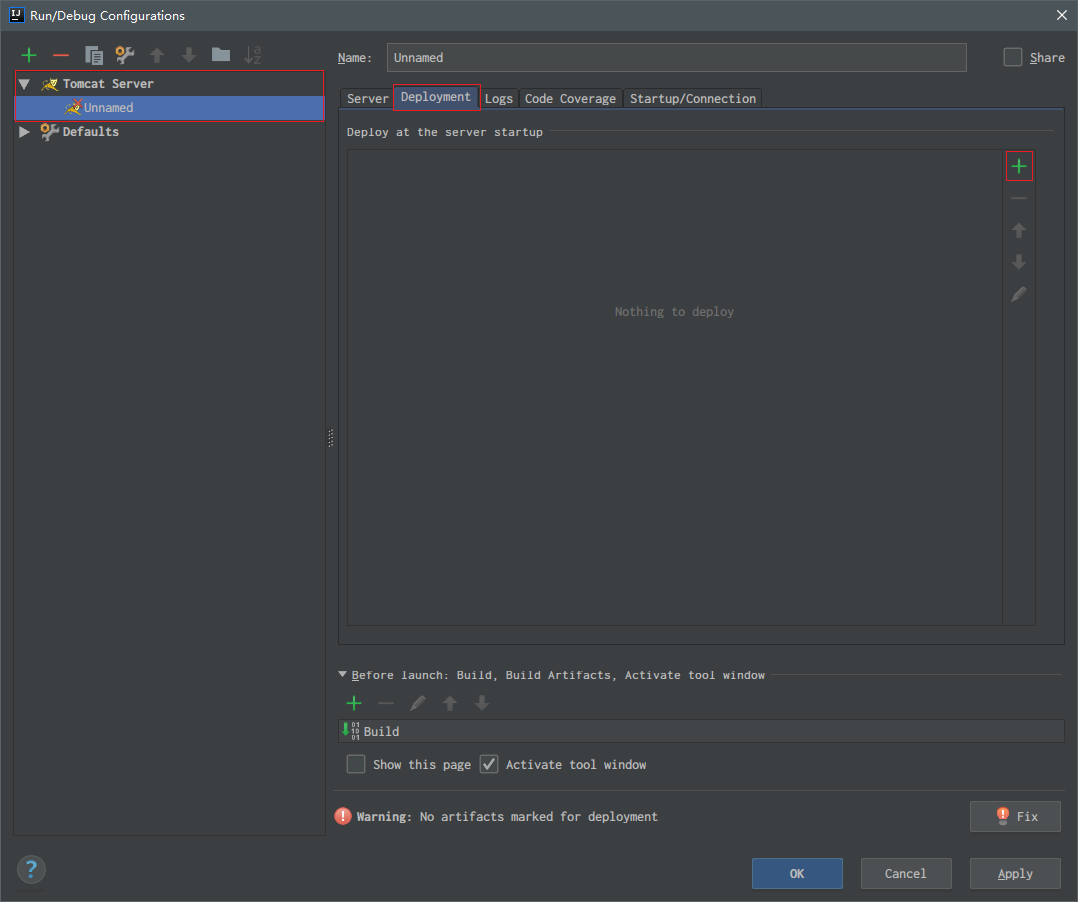 Run/Debug Configurations
Name: Unnamed Share
Tomcat Server
Unnamed
Defaults
Server Deployment Logs Code Coverage Startup/Connection
Deploy at the server startup
Nothing to deploy
Before launch: Build, Build Artifacts, Activate tool window
Build
Show this page Activate tool window
Warning: No artifacts marked for deployment Fix
OK Cancel Apply